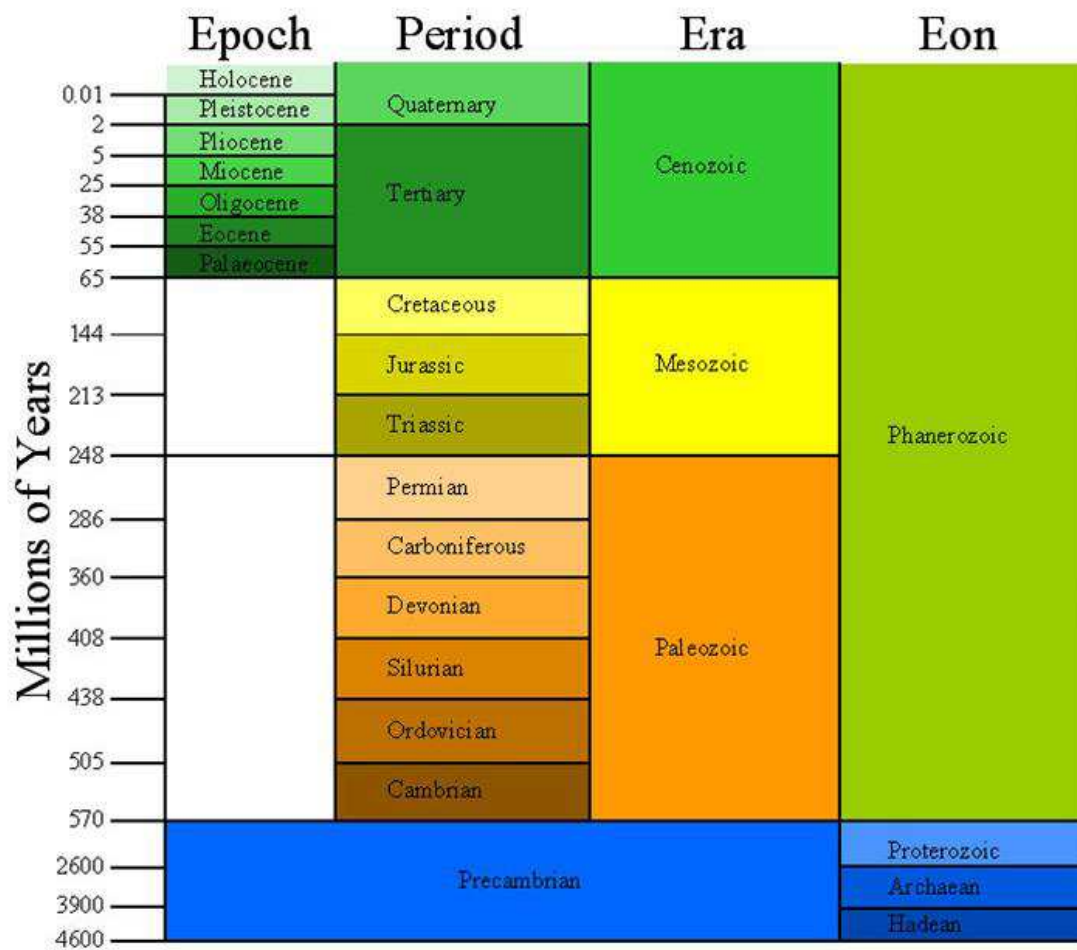 Epoch Period Era Eon
Holocene
0.01
Pleistocene
Quaternary
2
Pliocene
5
Miocene
Cenozoic
25
Tertiary
Oligocene
38
Eocene
55
Palaeocene
65
Cretaceous
144
Jurassic
Mesozoic
213
Triassic
Phanerozoic
248
Permian
286
Carboniferous
360
Devonian
408
Silurian
Paleozoic
438
Ordovician
505
Cambrian
570
Proterozoic
2600
Precambrian
Archaean
3900
Hadean
4600
Millions of Years